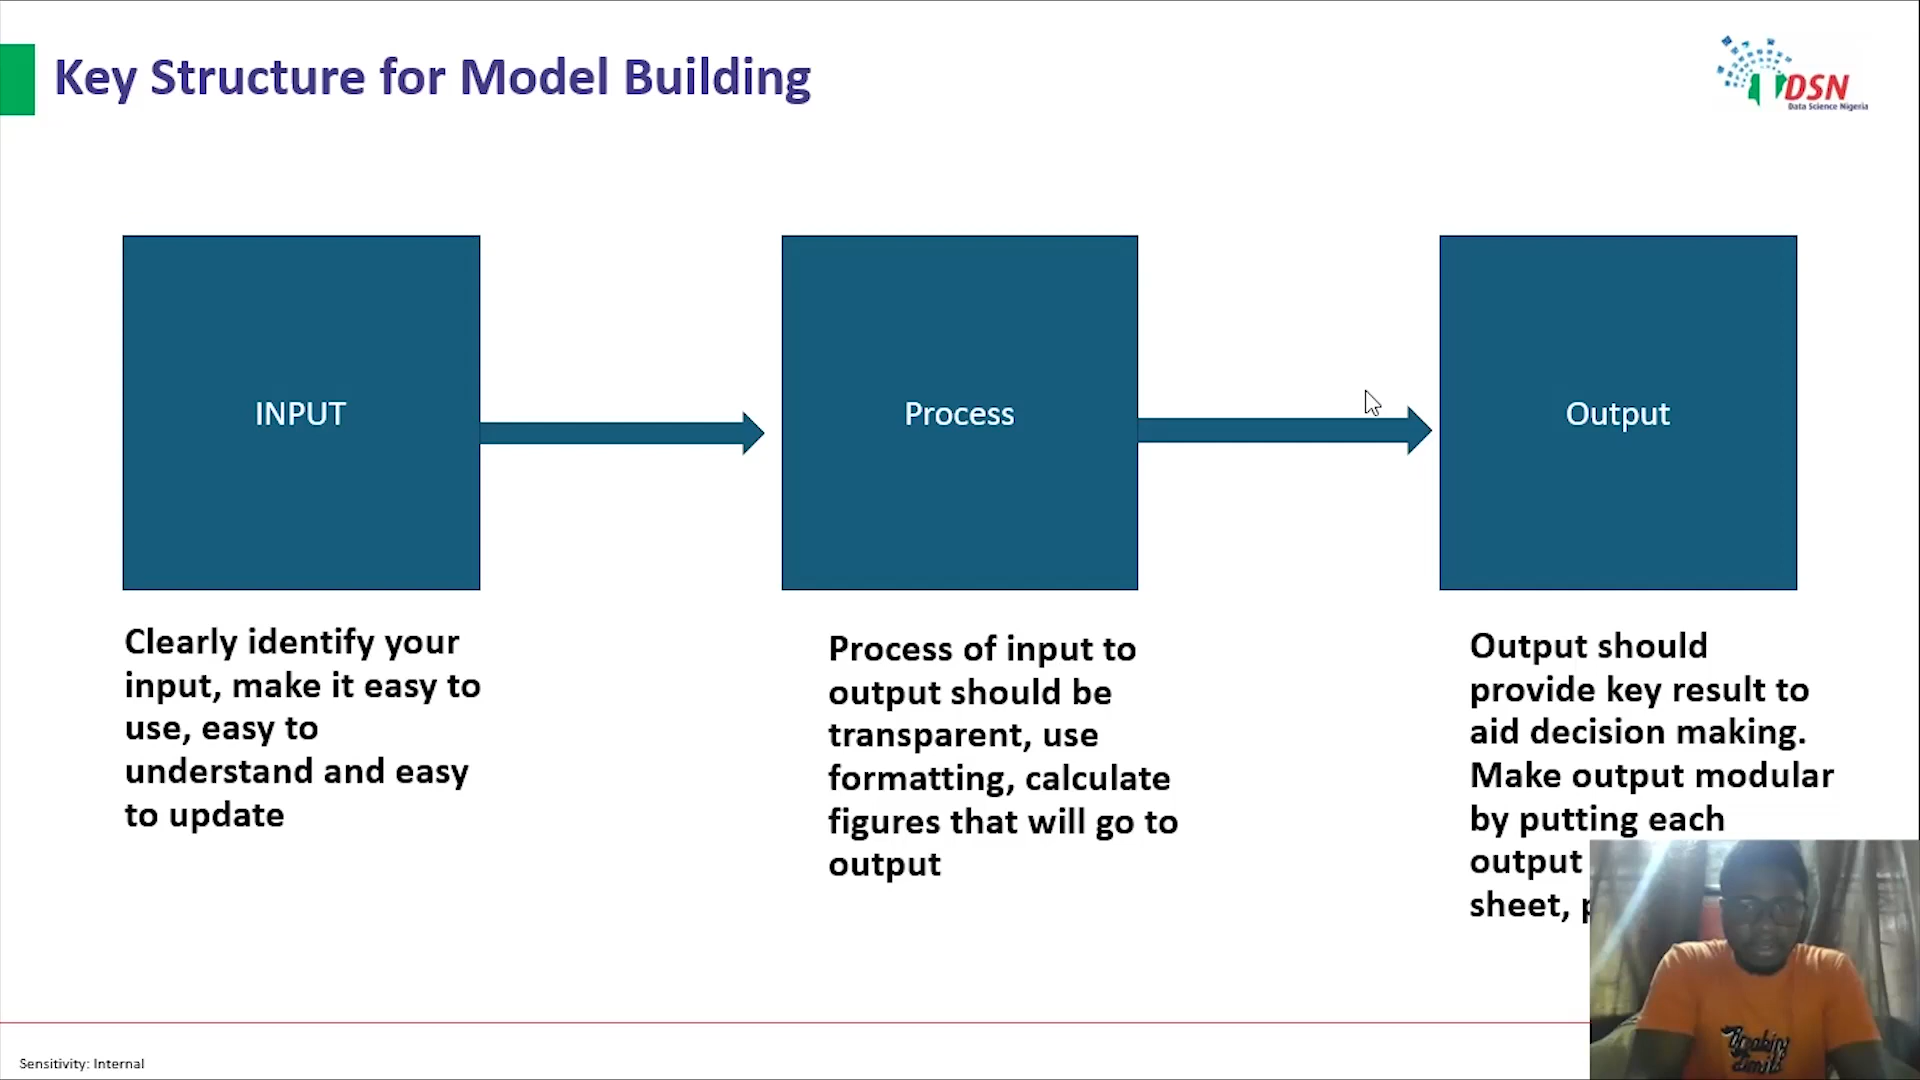 Key Structure for Model Building
DSN
Data Science Nigeria
INPUT
Process
Output
Clearly identify your
input, make it easy to
use, easy to
understand and easy
to update
Process of input to
output should be
transparent, use
formatting, calculate
figures that will go to
output
Output should
provide key result to
aid decision making.
Make output modular
by putting each
output
sheet,
Sensitivity: Internal